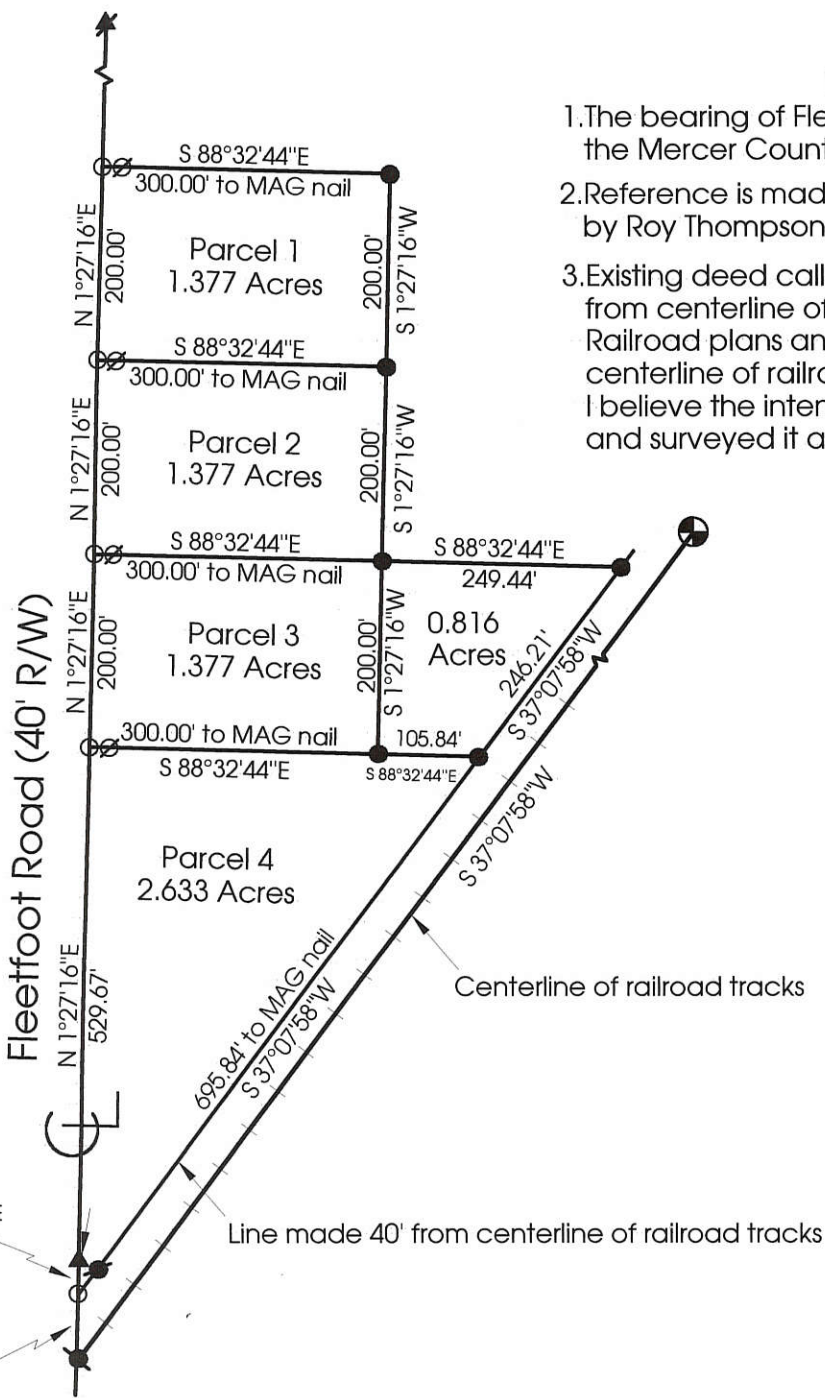 1.The bearing of Fle
the Mercer Count
2.Reference is mad
by Roy Thompson
3.Existing deed call
from centerline of
Railroad plans an
centerline of railro
I believe the inter
and surveyed it a
S 88°32'44"E
300.00' to MAG nail
N 1°27'16"E
200.00'
Parcel 1
1.377 Acres
200.00'
S 1°27'16"W
S 88°32'44"E
300.00' to MAG nail
N 1°27'16"E
200.00'
Parcel 2
1.377 Acres
200.00'
S 1°27'16"W
S 88°32'44"E
300.00' to MAG nail
S 88°32'44"E
249.44'
N 1°27'16"E
200.00'
Parcel 3
1.377 Acres
200.00'
S 1°27'16"W
0.816
Acres
246.21'
S 37°07'58"W
300.00' to MAG nail
S 88°32'44"E
105.84'
S 88°32'44"E
S 37°07'58"W
Fleetfoot Road (40' R/W)
Parcel 4
2.633 Acres
N 1°27'16"E
529.67'
695.84' to MAG nail
S 37°07'58"W
Centerline of railroad tracks
Line made 40' from centerline of railroad tracks